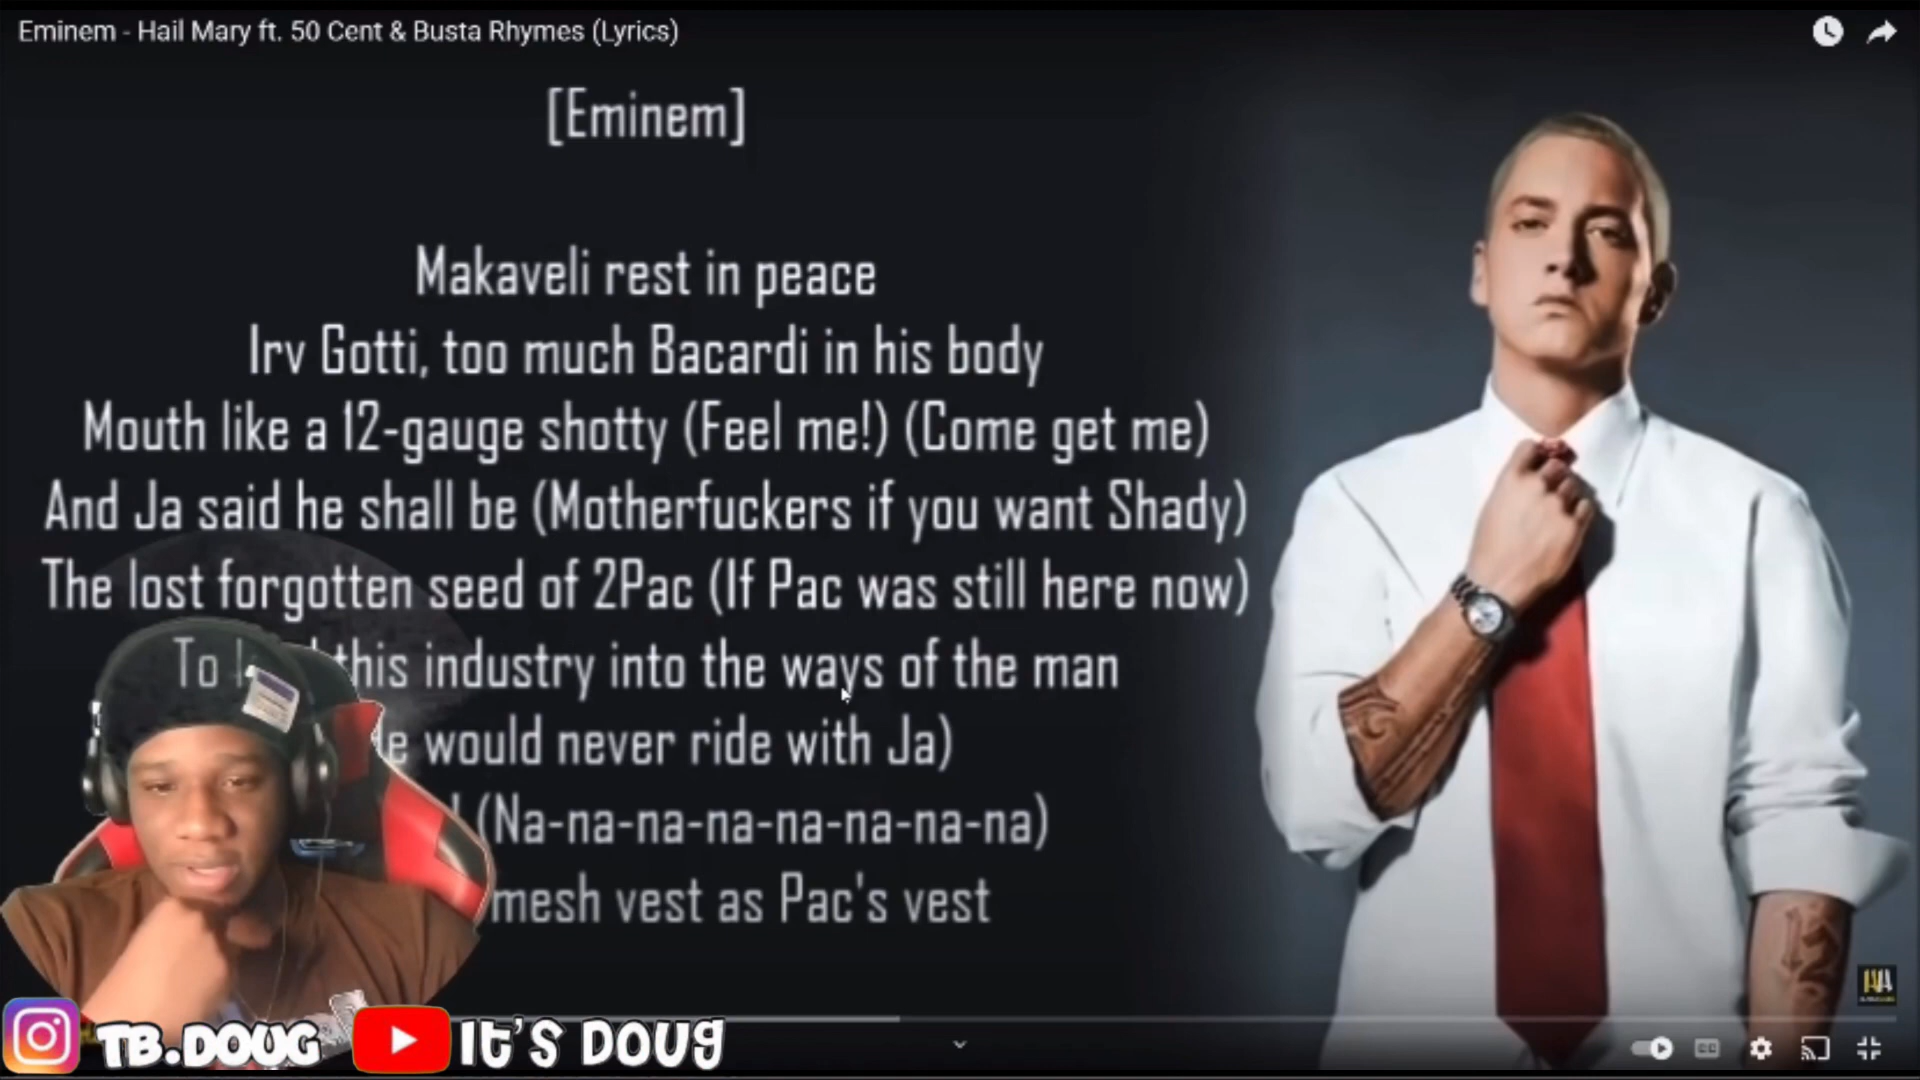 Eminem - Hail Mary ft. 50 Cent & Busta Rhymes (Lyrics)
[Eminem]
Makaveli rest in peace
Irv Gotti, too much Bacardi in his body
Mouth like a 12-gauge shotty (Feel me!) (Come get me)
And Ja said he shall be (Motherfuckers if you want Shady)
The lost forgotten seed of 2Pac (If Pac was still here now)
To this industry into the ways of the man
would never ride with Ja)
(Na-na-na-na-na-na-na-na)
mesh vest as Pac's vest
TB.DOUG
IT'S DOUG
CC